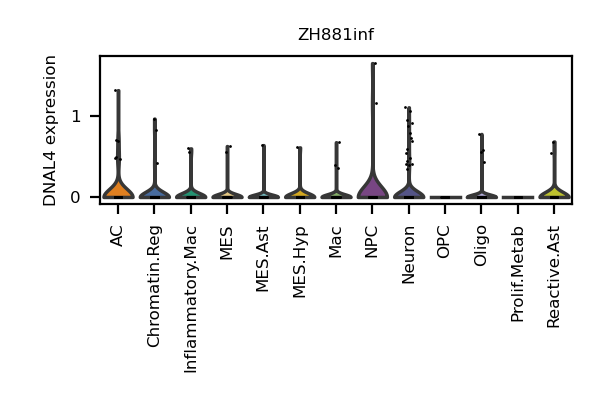 ZH881inf
DNAL4 expression
1
0
AC
Chromatin.Reg
Inflammatory.Mac
MES
MES.Ast
MES.Hyp
Mac
NPC
Neuron
OPC
Oligo
Prolif.Metab
Reactive.Ast